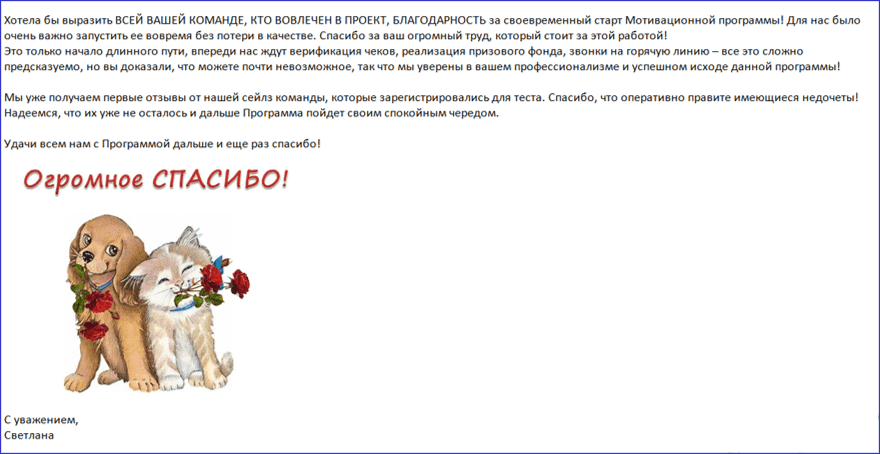 Хотела бы выразить ВСЕЙ ВАШЕЙ КОМАНДЕ, КТО ВОВЛЕЧЕН В ПРОЕКТ, БЛАГОДАРНОСТЬ за своевременный старт Мотивационной программы! Для нас было
очень важно запустить ее вовремя без потери в качестве. Спасибо за ваш огромный труд, который стоит за этой работой!
Это только начало длинного пути, впереди нас ждут верификация чеков, реализация призового фонда, звонки на горячую линию – все это сложно
предсказуемо, но вы доказали, что можете почти невозможное, так что мы уверены в вашем профессионализме и успешном исходе данной программы!
Мы уже получаем первые отзывы от нашей сейлз команды, которые зарегистрировались для теста. Спасибо, что оперативно правите имеющиеся недочеты!
Надеемся, что их уже не осталось и дальше Программа пойдет своим спокойным чередом.
Удачи всем нам с Программой дальше и еще раз спасибо!
Огромное СПАСИБО!
С уважением,
Светлана